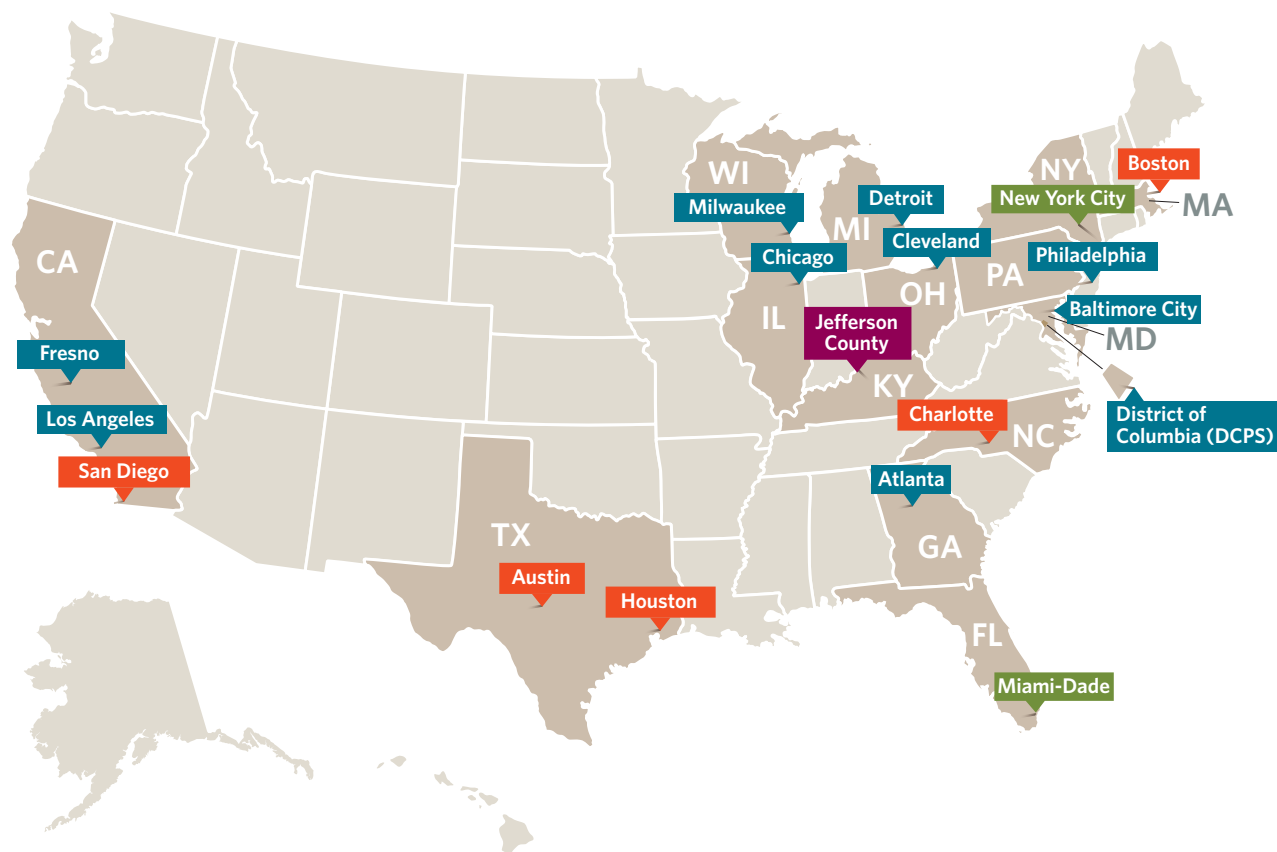 NY
Boston
WI
New York City
MA
Milwaukee
Detroit
MI
Cleveland
Chicago
Philadelphia
CA
PA
OH
Baltimore City
IL
Jefferson
County
MD
Fresno
KY
Los Angeles
Charlotte
District of
Columbia (DCPS)
NC
San Diego
Atlanta
TX
GA
Austin
Houston
FL
Miami-Dade